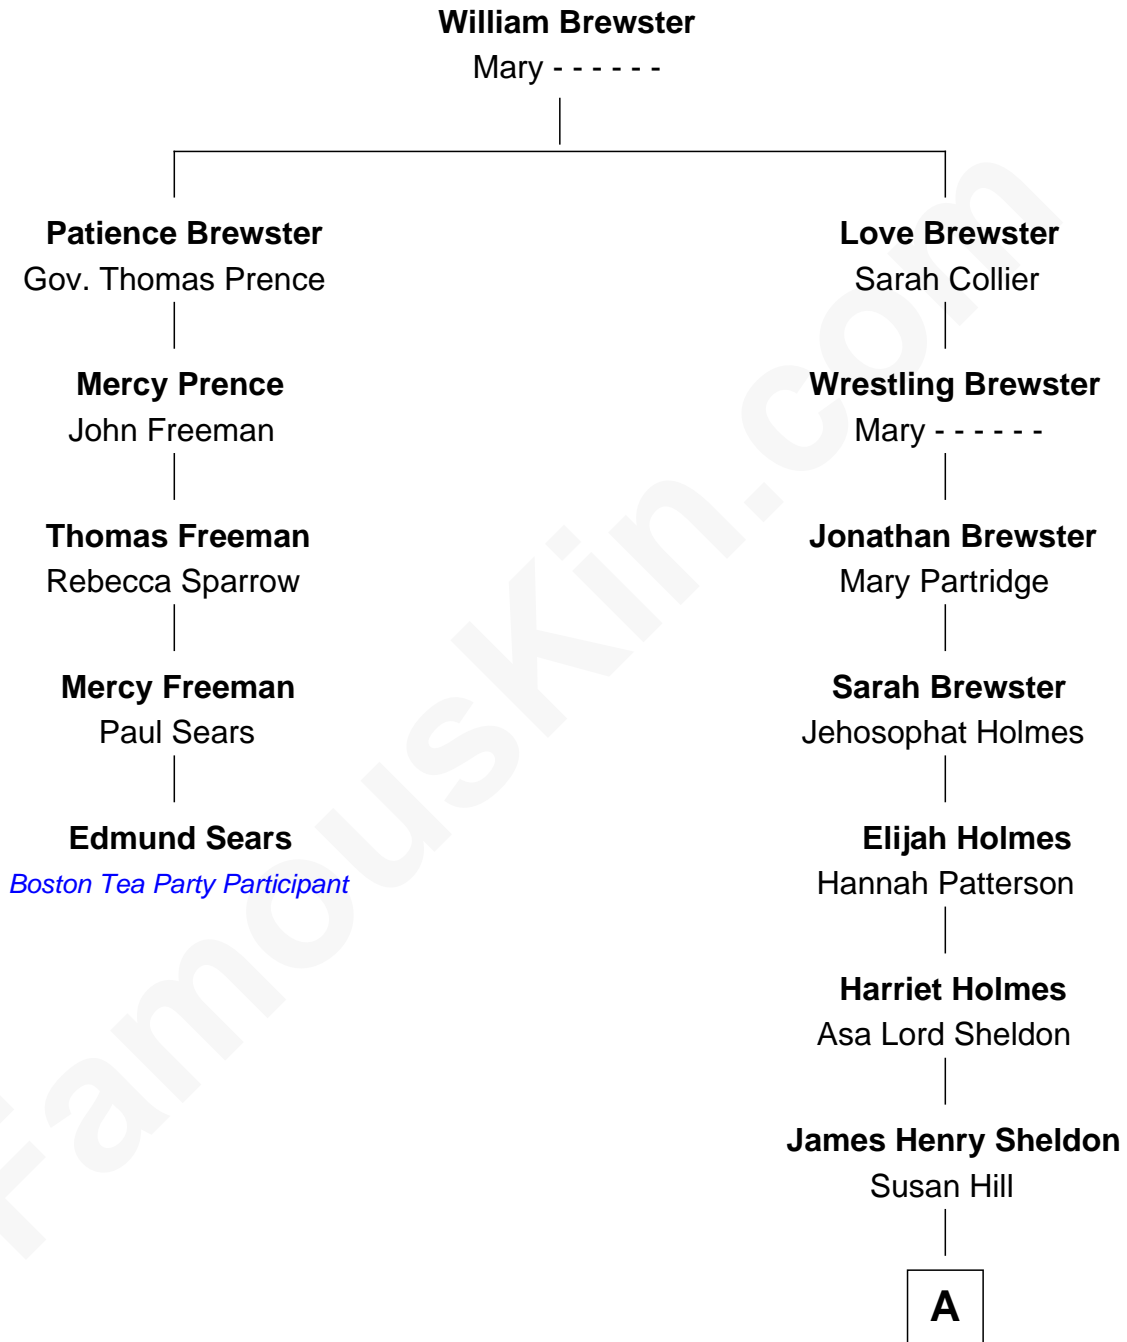 William Brewster
Mary - - - - - -
Patience Brewster
Gov. Thomas Prence
Love Brewster
Sarah Collier
Mercy Prence
John Freeman
Wrestling Brewster
Mary - - - - - -
Thomas Freeman
Rebecca Sparrow
Jonathan Brewster
Mary Partridge
Mercy Freeman
Paul Sears
Sarah Brewster
Jehosophat Holmes
Edmund Sears
Boston Tea Party Participant
Elijah Holmes
Hannah Patterson
Harriet Holmes
Asa Lord Sheldon
James Henry Sheldon
Susan Hill
A
FamousKin.com